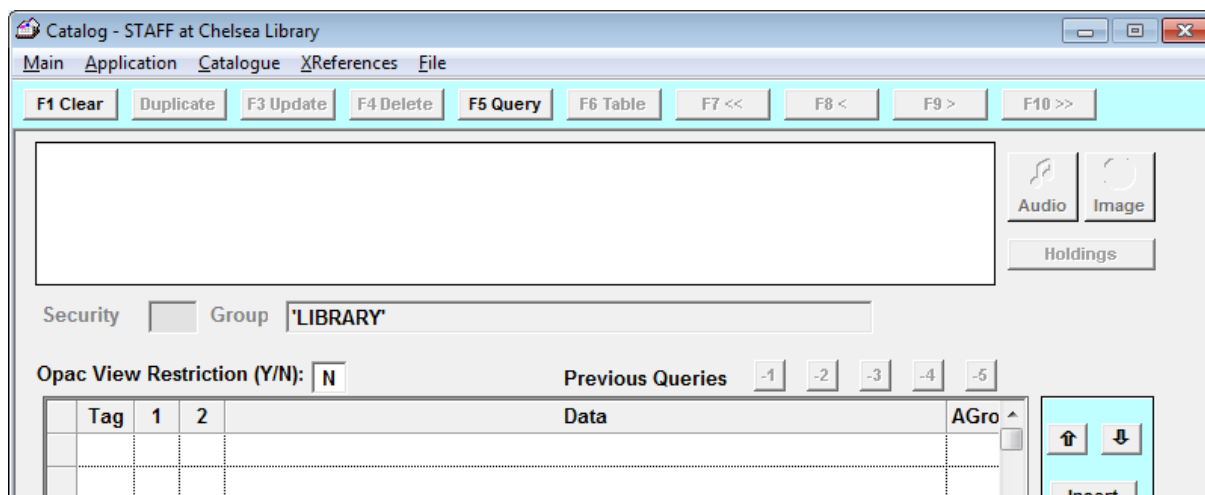 Catalog - STAFF at Chelsea Library
Main Application Catalogue XReferences File
F1 Clear Duplicate F3 Update F4 Delete F5 Query F6 Table F7 << F8 < F9 > F10 >>
Audio Image
Holdings
Security Group 'LIBRARY'
Opac View Restriction (Y/N): N Previous Queries -1 -2 -3 -4 -5
Tag 1 2 Data AGro
Insert